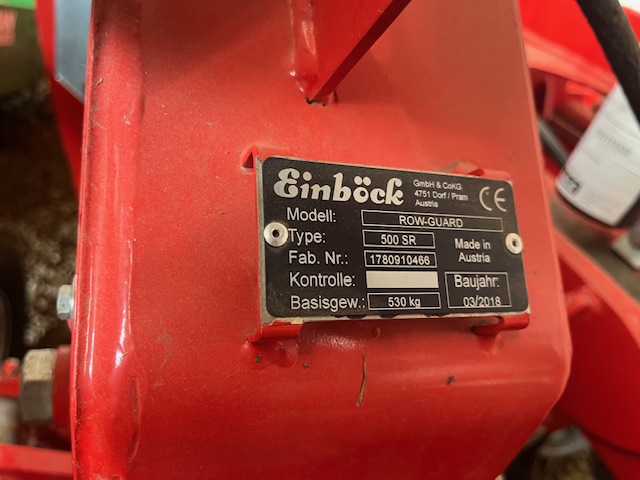 Einböck
GmbH & CoKG
4751 Dorf / Pram
Austria
CE
Modell: ROW-GUARD
Type: 500 SR
Fab. Nr.: 1780910466
Made in
Austria
Kontrolle:
Baujahr:
Basisgew.: 530 kg
03/2018